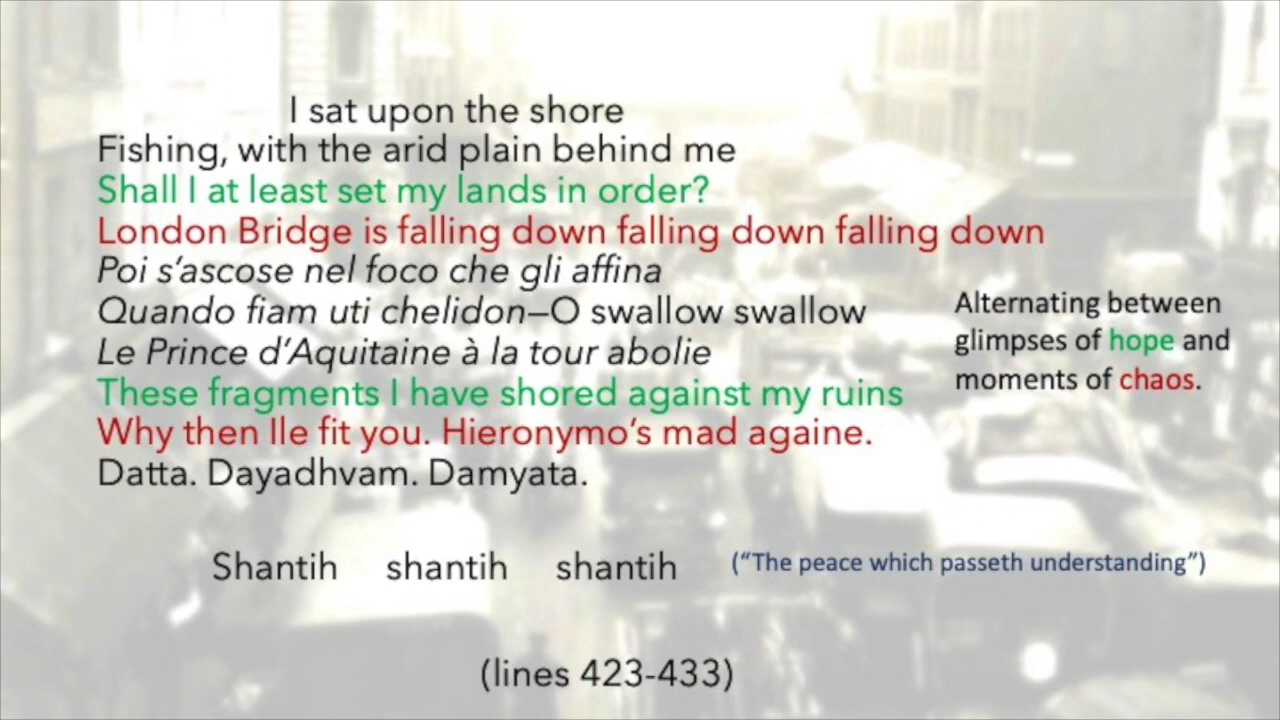 I sat upon the shore
Fishing, with the arid plain behind me
Shall I at least set my lands in order?
London Bridge is falling down falling down falling down
Poi s’ascose nel foco che gli affina
Quando fiam uti chelidon—O swallow swallow
Le Prince d’Aquitaine à la tour abolie
These fragments I have shored against my ruins
Why then Ile fit you. Hieronymo’s mad againe.
Datta. Dayadhvam. Damyata.
Shantih shantih shantih
(“The peace which passeth understanding”)
Alternating between
glimpses of hope and
moments of chaos.
(lines 423-433)